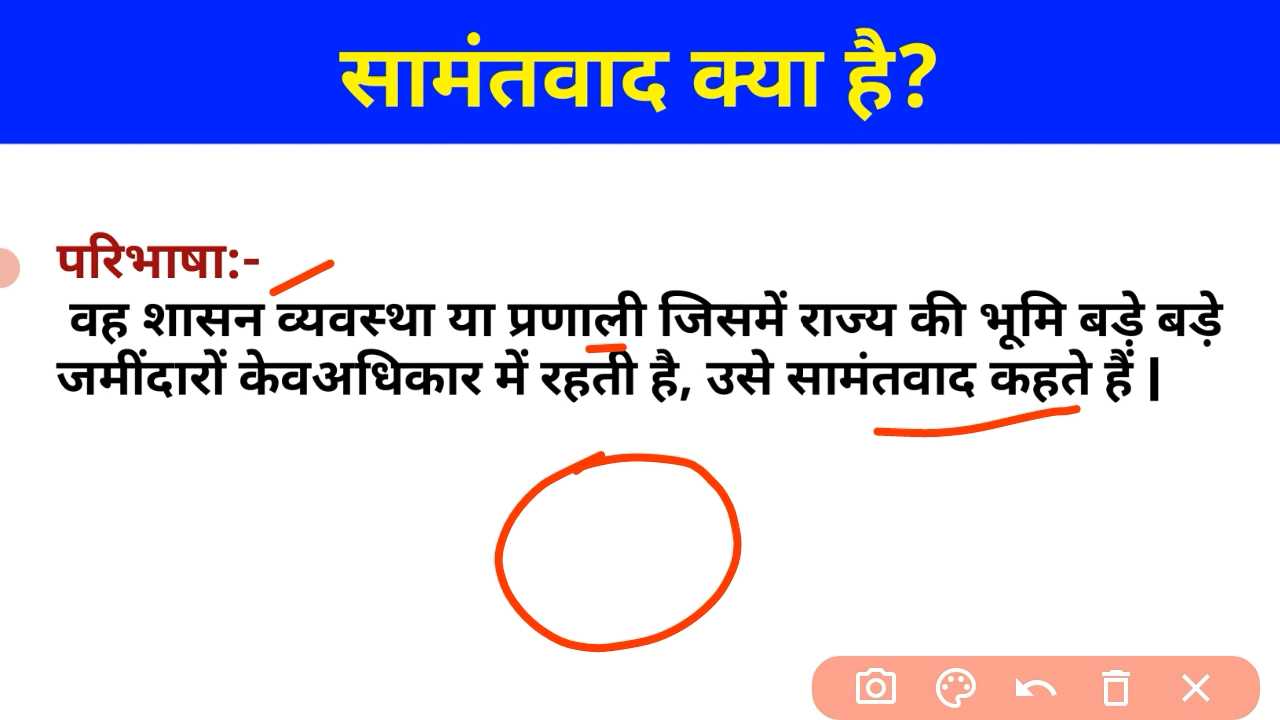 सामंतवाद क्या है?
परिभाषा:-
वह शासन व्यवस्था या प्रणाली जिसमें राज्य की भूमि बड़े बड़े
जमींदारों केवअधिकार में रहती है, उसे सामंतवाद कहते हैं |